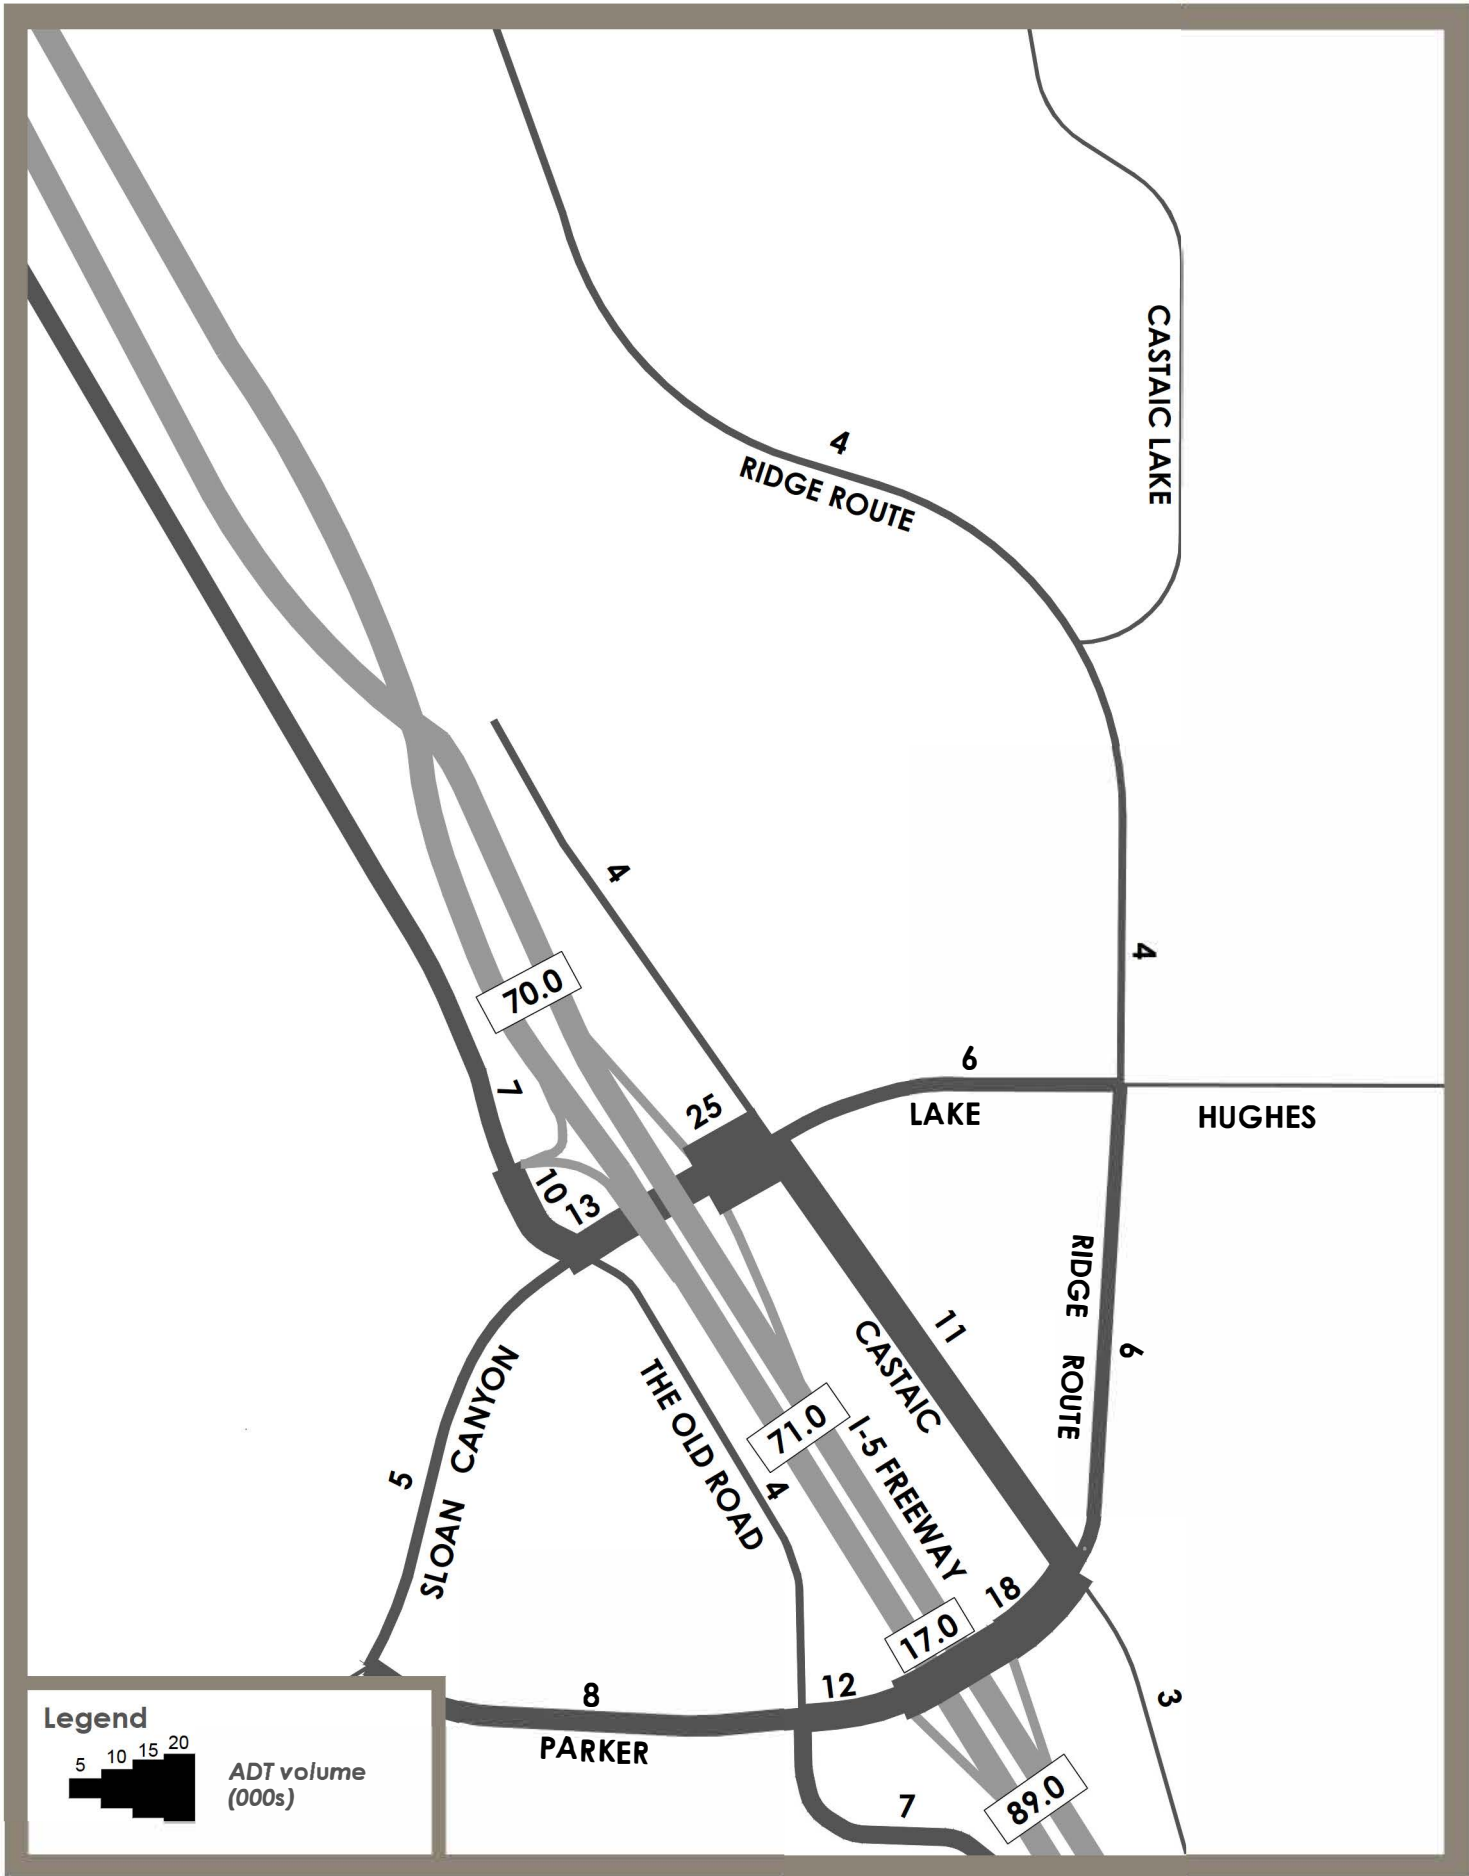 CASTAIC LAKE
4
RIDGE ROUTE
4
4
70.0
6
7
25
LAKE
HUGHES
10
13
RIDGE ROUTE
11
6
CASTAIC
SLOAN CANYON
THE OLD ROAD
71.0
I-5 FREEWAY
5
4
18
17.0
12
8
3
PARKER
89.0
7
Legend
5 10 15 20
ADT volume
(000s)